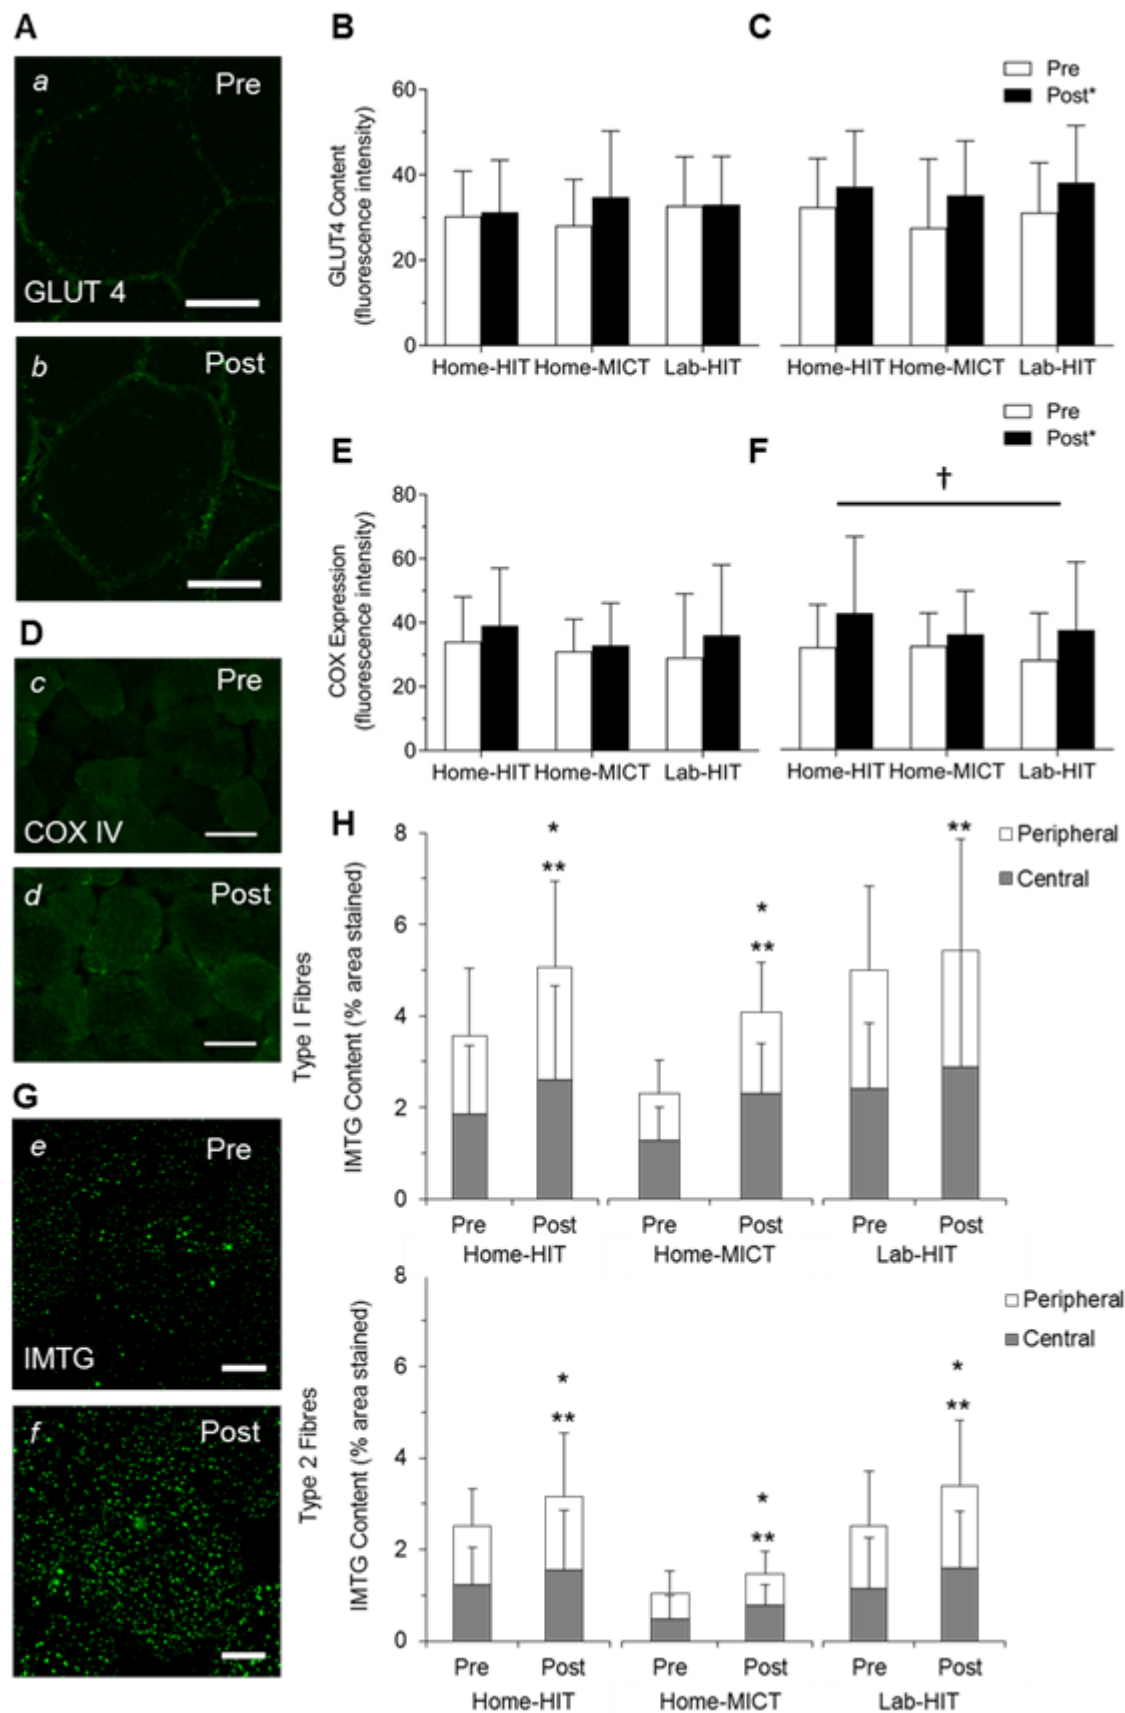 A
a
Pre
GLUT 4
b
Post
B
C
Pre
Post*
GLUT4 Content
(fluorescence intensity)
60
40
20
0
Home-HIT Home-MICT Lab-HIT
Home-HIT Home-MICT Lab-HIT
D
c
Pre
COX IV
d
Post
E
F
Pre
Post*
†
COX Expression
(fluorescence intensity)
80
60
40
20
0
Home-HIT Home-MICT Lab-HIT
Home-HIT Home-MICT Lab-HIT
G
e
Pre
IMTG
f
Post
H
Type I Fibres
IMTG Content (% area stained)
8
6
4
2
0
*
**
*
**
**
Peripheral
Central
Pre Post Pre Post Pre Post
Home-HIT Home-MICT Lab-HIT
Type 2 Fibres
IMTG Content (% area stained)
8
6
4
2
0
*
**
*
**
*
**
Peripheral
Central
Pre Post Pre Post Pre Post
Home-HIT Home-MICT Lab-HIT